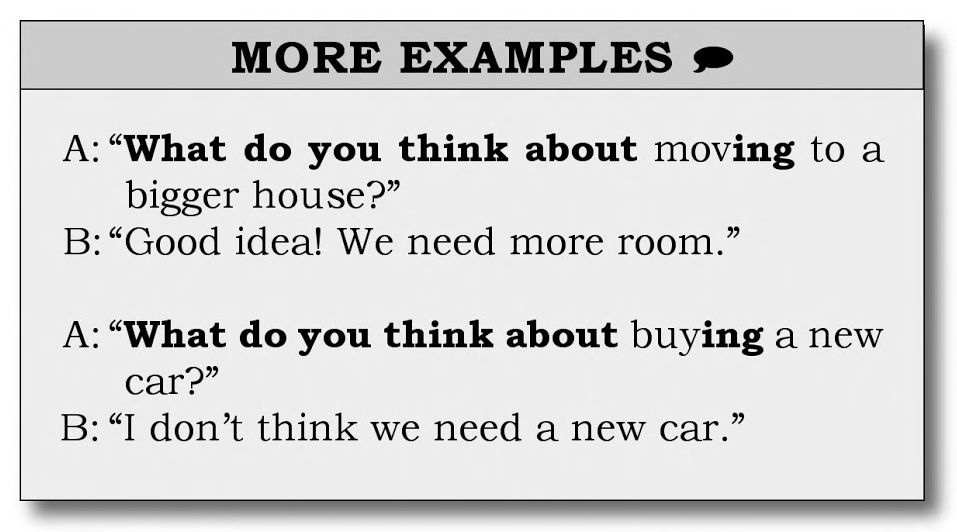 MORE EXAMPLES
A: “What do you think about moving to a
bigger house?”
B: “Good idea! We need more room.”
A: “What do you think about buying a new
car?”
B: “I don’t think we need a new car.”